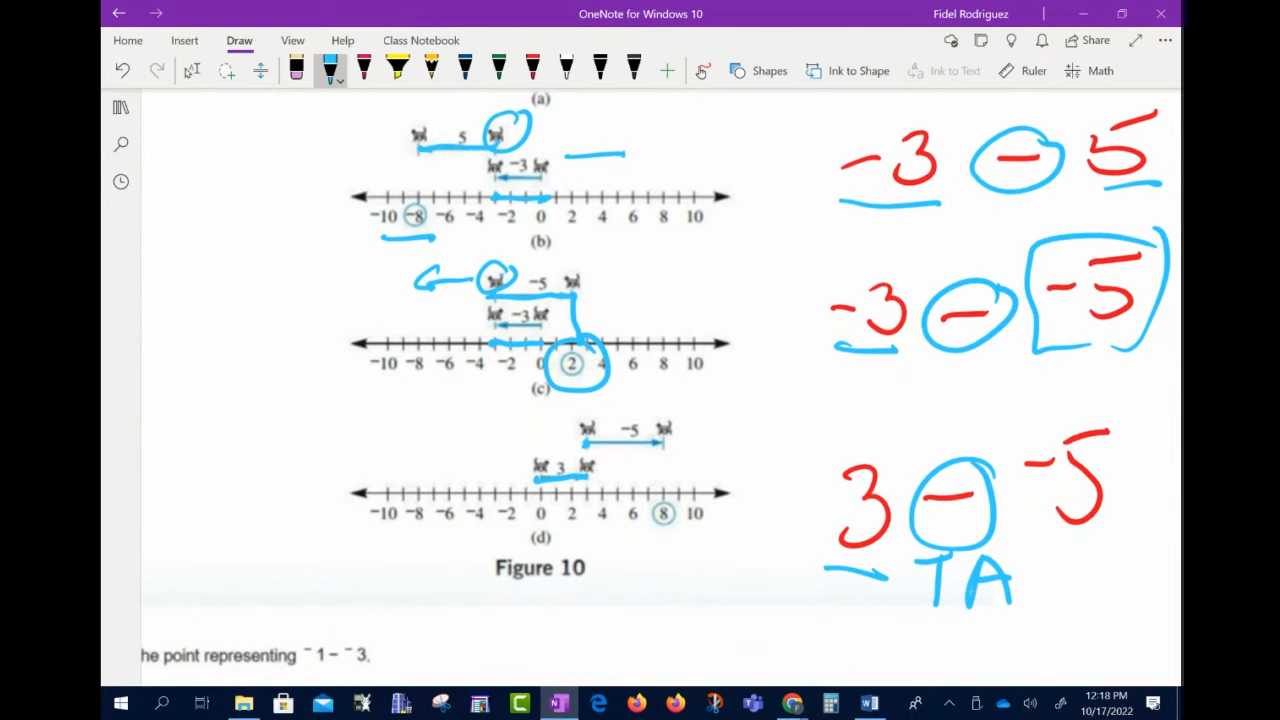 OneNote for Windows 10
Fidel Rodriguez
Home Insert Draw View Help Class Notebook
Share
Shapes
Ink to Shape
Ink to Text
Ruler
Math
(a)
5
−3
−10 −8 −6 −4 −2 0 2 4 6 8 10
(b)
−5
−3
−10 −8 −6 −4 −2 0 2 4 6 8 10
(c)
−5
3
−10 −8 −6 −4 −2 0 2 4 6 8 10
(d)
Figure 10
he point representing ⁻1 − ⁻3.
-3 - 5
-3 - -5
3 - -5
TA
12:18 PM
10/17/2022